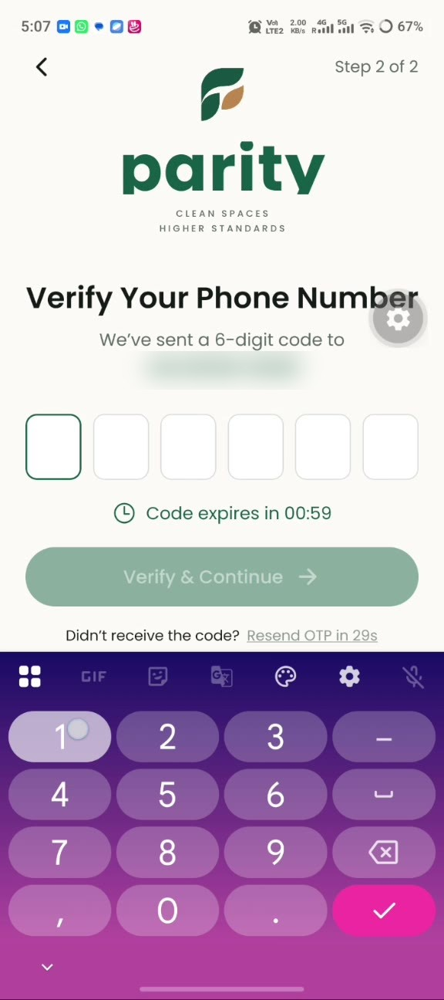 5:07 Vo) LTE2 2.00 KB/s 4G R 5G 67%
Step 2 of 2
parity
CLEAN SPACES
HIGHER STANDARDS
Verify Your Phone Number
We've sent a 6-digit code to
Code expires in 00:59
Verify & Continue
Didn't receive the code? Resend OTP in 29s
GIF
1 2 3 –
4 5 6
7 8 9
, 0 .